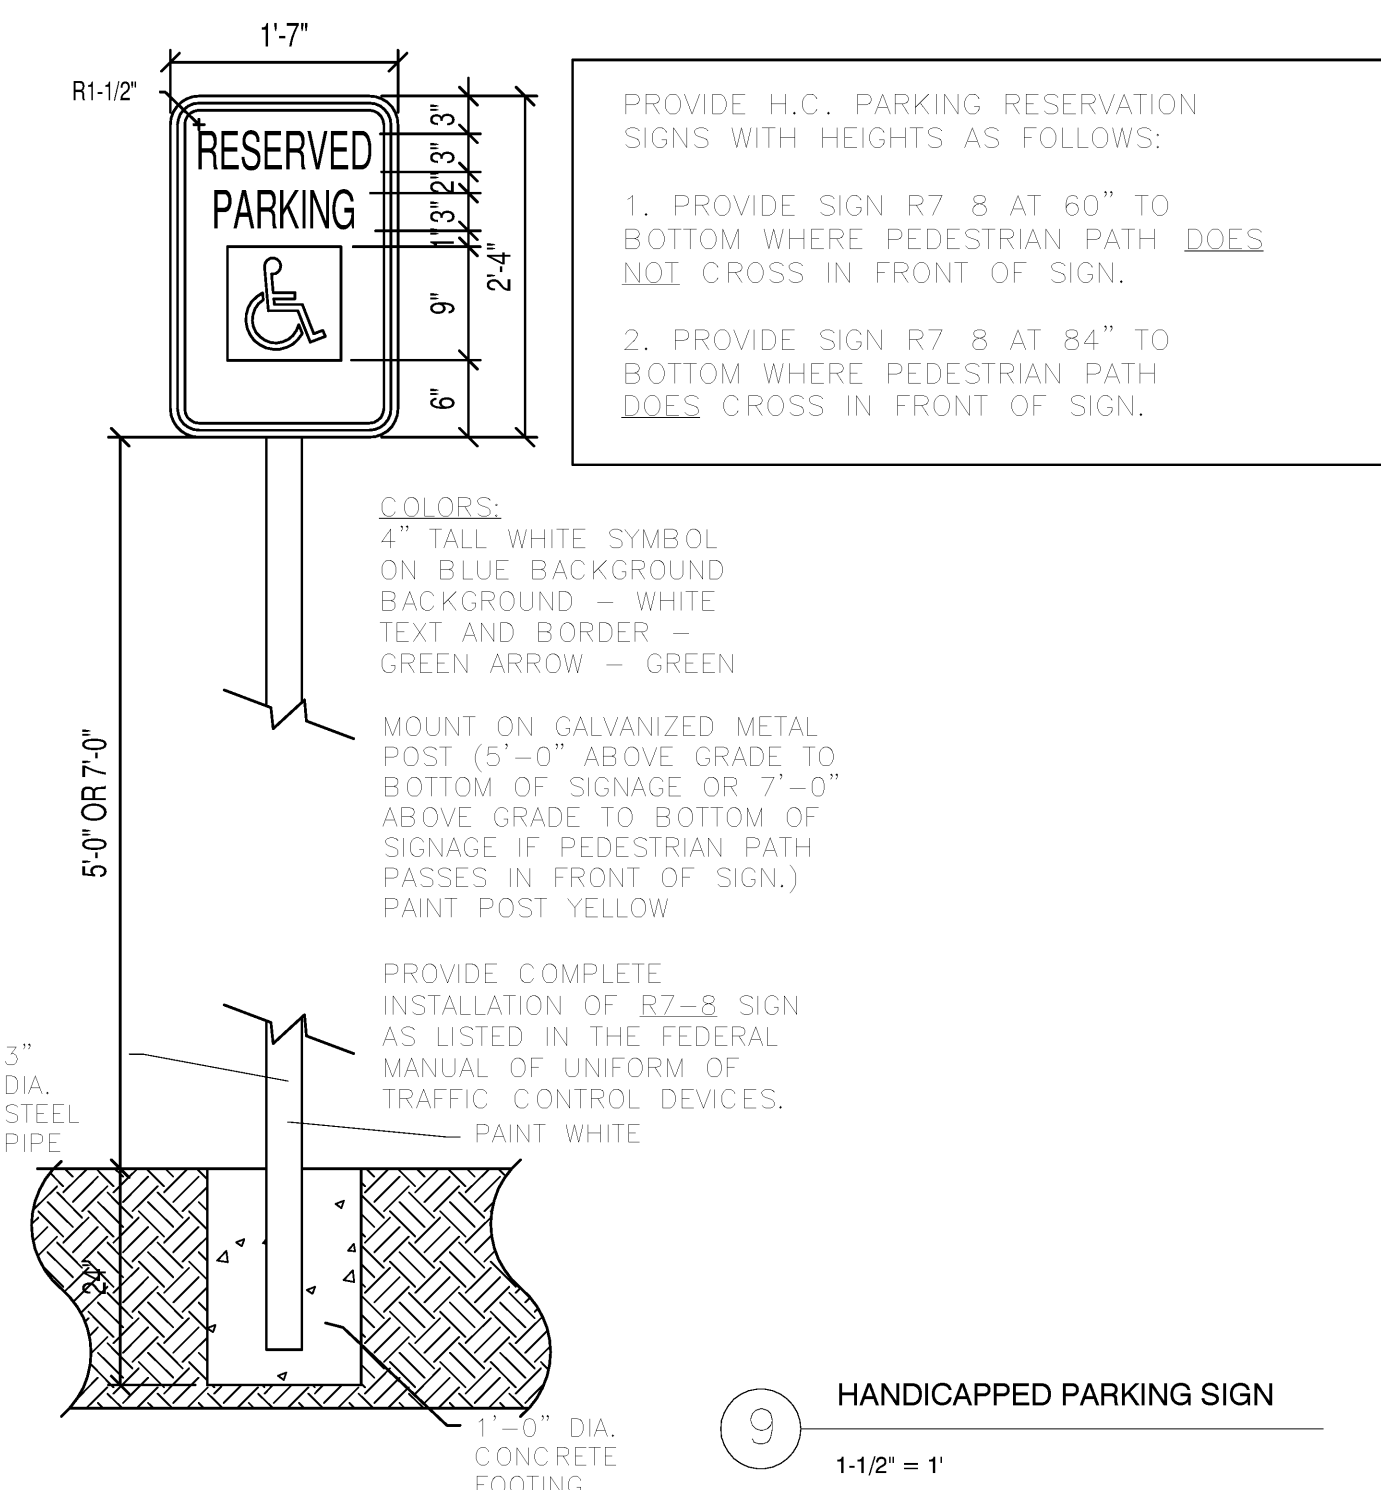 1'-7"
R1-1/2"
RESERVED
PARKING
3"
3"
2"
3"
1"
9"
6"
2'-4"
PROVIDE H.C. PARKING RESERVATION
SIGNS WITH HEIGHTS AS FOLLOWS:
1. PROVIDE SIGN R7 8 AT 60" TO
BOTTOM WHERE PEDESTRIAN PATH DOES
NOT CROSS IN FRONT OF SIGN.
2. PROVIDE SIGN R7 8 AT 84" TO
BOTTOM WHERE PEDESTRIAN PATH
DOES CROSS IN FRONT OF SIGN.
COLORS:
4" TALL WHITE SYMBOL
ON BLUE BACKGROUND
BACKGROUND – WHITE
TEXT AND BORDER –
GREEN ARROW – GREEN
5'-0" OR 7'-0"
MOUNT ON GALVANIZED METAL
POST (5'–0" ABOVE GRADE TO
BOTTOM OF SIGNAGE OR 7'–0"
ABOVE GRADE TO BOTTOM OF
SIGNAGE IF PEDESTRIAN PATH
PASSES IN FRONT OF SIGN.)
PAINT POST YELLOW
PROVIDE COMPLETE
INSTALLATION OF R7–8 SIGN
AS LISTED IN THE FEDERAL
MANUAL OF UNIFORM OF
TRAFFIC CONTROL DEVICES.
3"
DIA.
STEEL
PIPE
PAINT WHITE
24"
1'–0" DIA.
CONCRETE
FOOTING
9
HANDICAPPED PARKING SIGN
1-1/2" = 1'